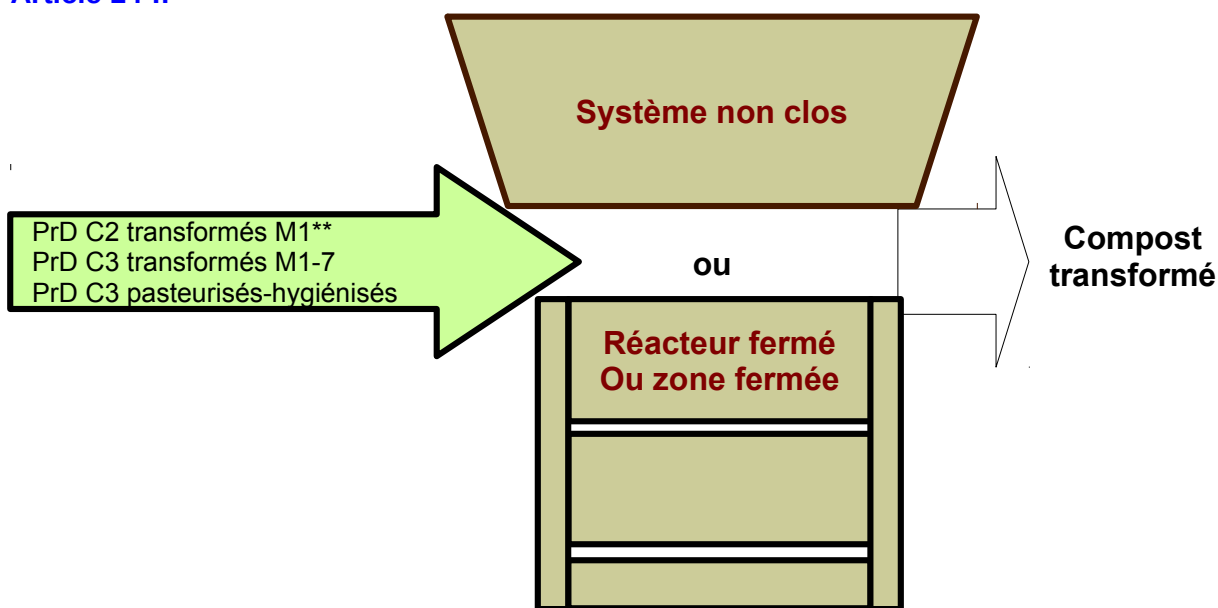 Système non clos
PrD C2 transformés M1**
PrD C3 transformés M1-7
PrD C3 pasteurisés-hygiénisés
ou
Compost
transformé
Réacteur fermé
Ou zone fermée